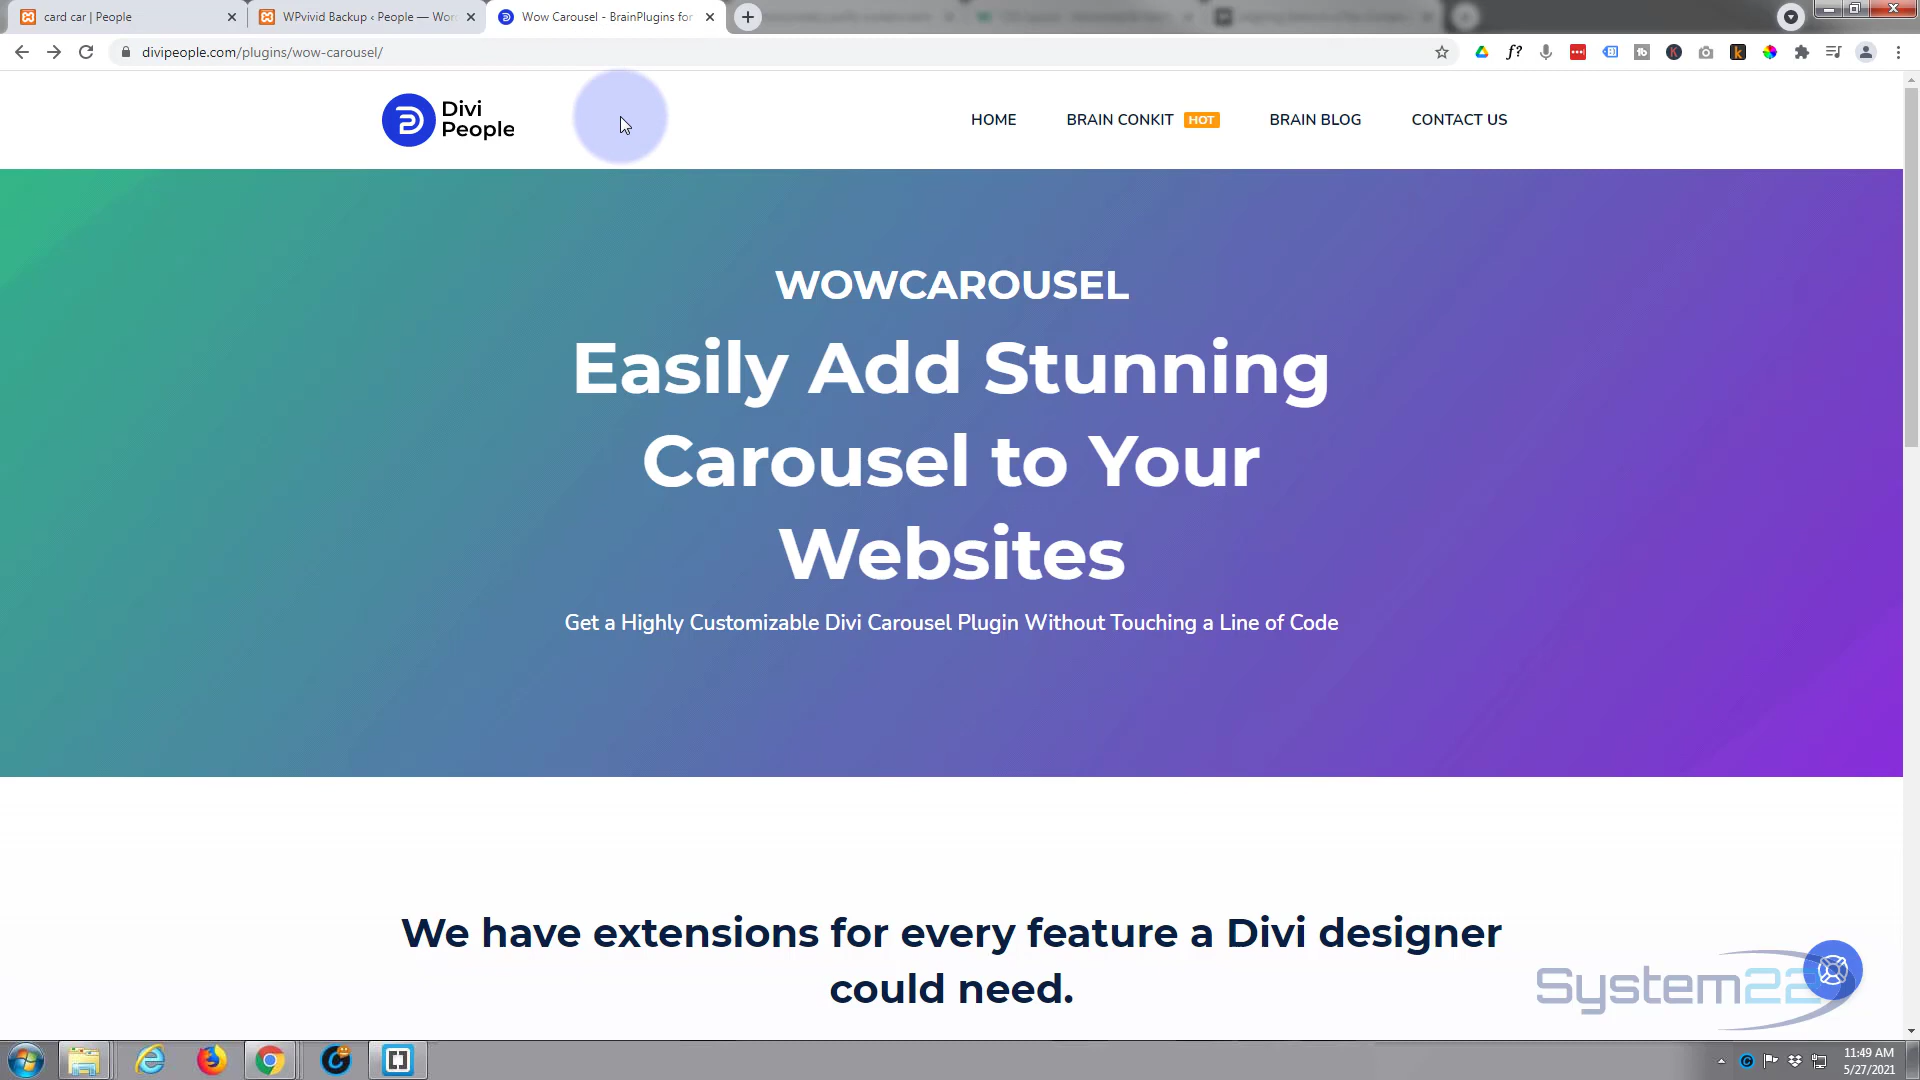 card car | People
WPvivid Backup ‹ People — Wor
Wow Carousel - BrainPlugins for
divipeople.com/plugins/wow-carousel/
Divi
People
HOME
BRAIN CONKIT HOT
BRAIN BLOG
CONTACT US
WOWCAROUSEL
Easily Add Stunning
Carousel to Your
Websites
Get a Highly Customizable Divi Carousel Plugin Without Touching a Line of Code
We have extensions for every feature a Divi designer
could need.
System22
11:49 AM
5/27/2021